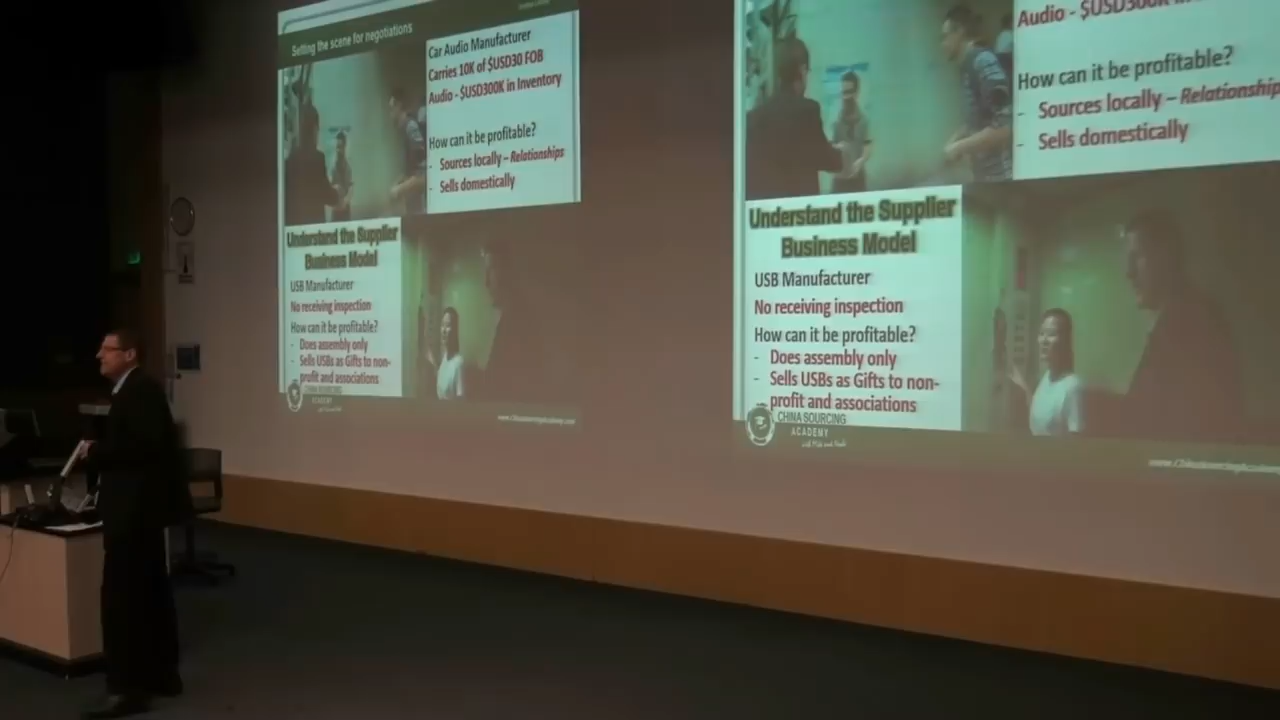 Setting the scene for negotiations
Car Audio Manufacturer
Carries 10K of $USD30 FOB
Audio - $USD300K in Inventory
How can it be profitable?
- Sources locally – Relationships
- Sells domestically
Understand the Supplier
Business Model
USB Manufacturer
No receiving inspection
How can it be profitable?
- Does assembly only
- Sells USBs as Gifts to non-
profit and associations
CHINA SOURCING
ACADEMY
Audio - $USD300K in
How can it be profitable?
- Sources locally – Relationship
- Sells domestically
Understand the Supplier
Business Model
USB Manufacturer
No receiving inspection
How can it be profitable?
- Does assembly only
- Sells USBs as Gifts to non-
profit and associations
CHINA SOURCING
ACADEMY